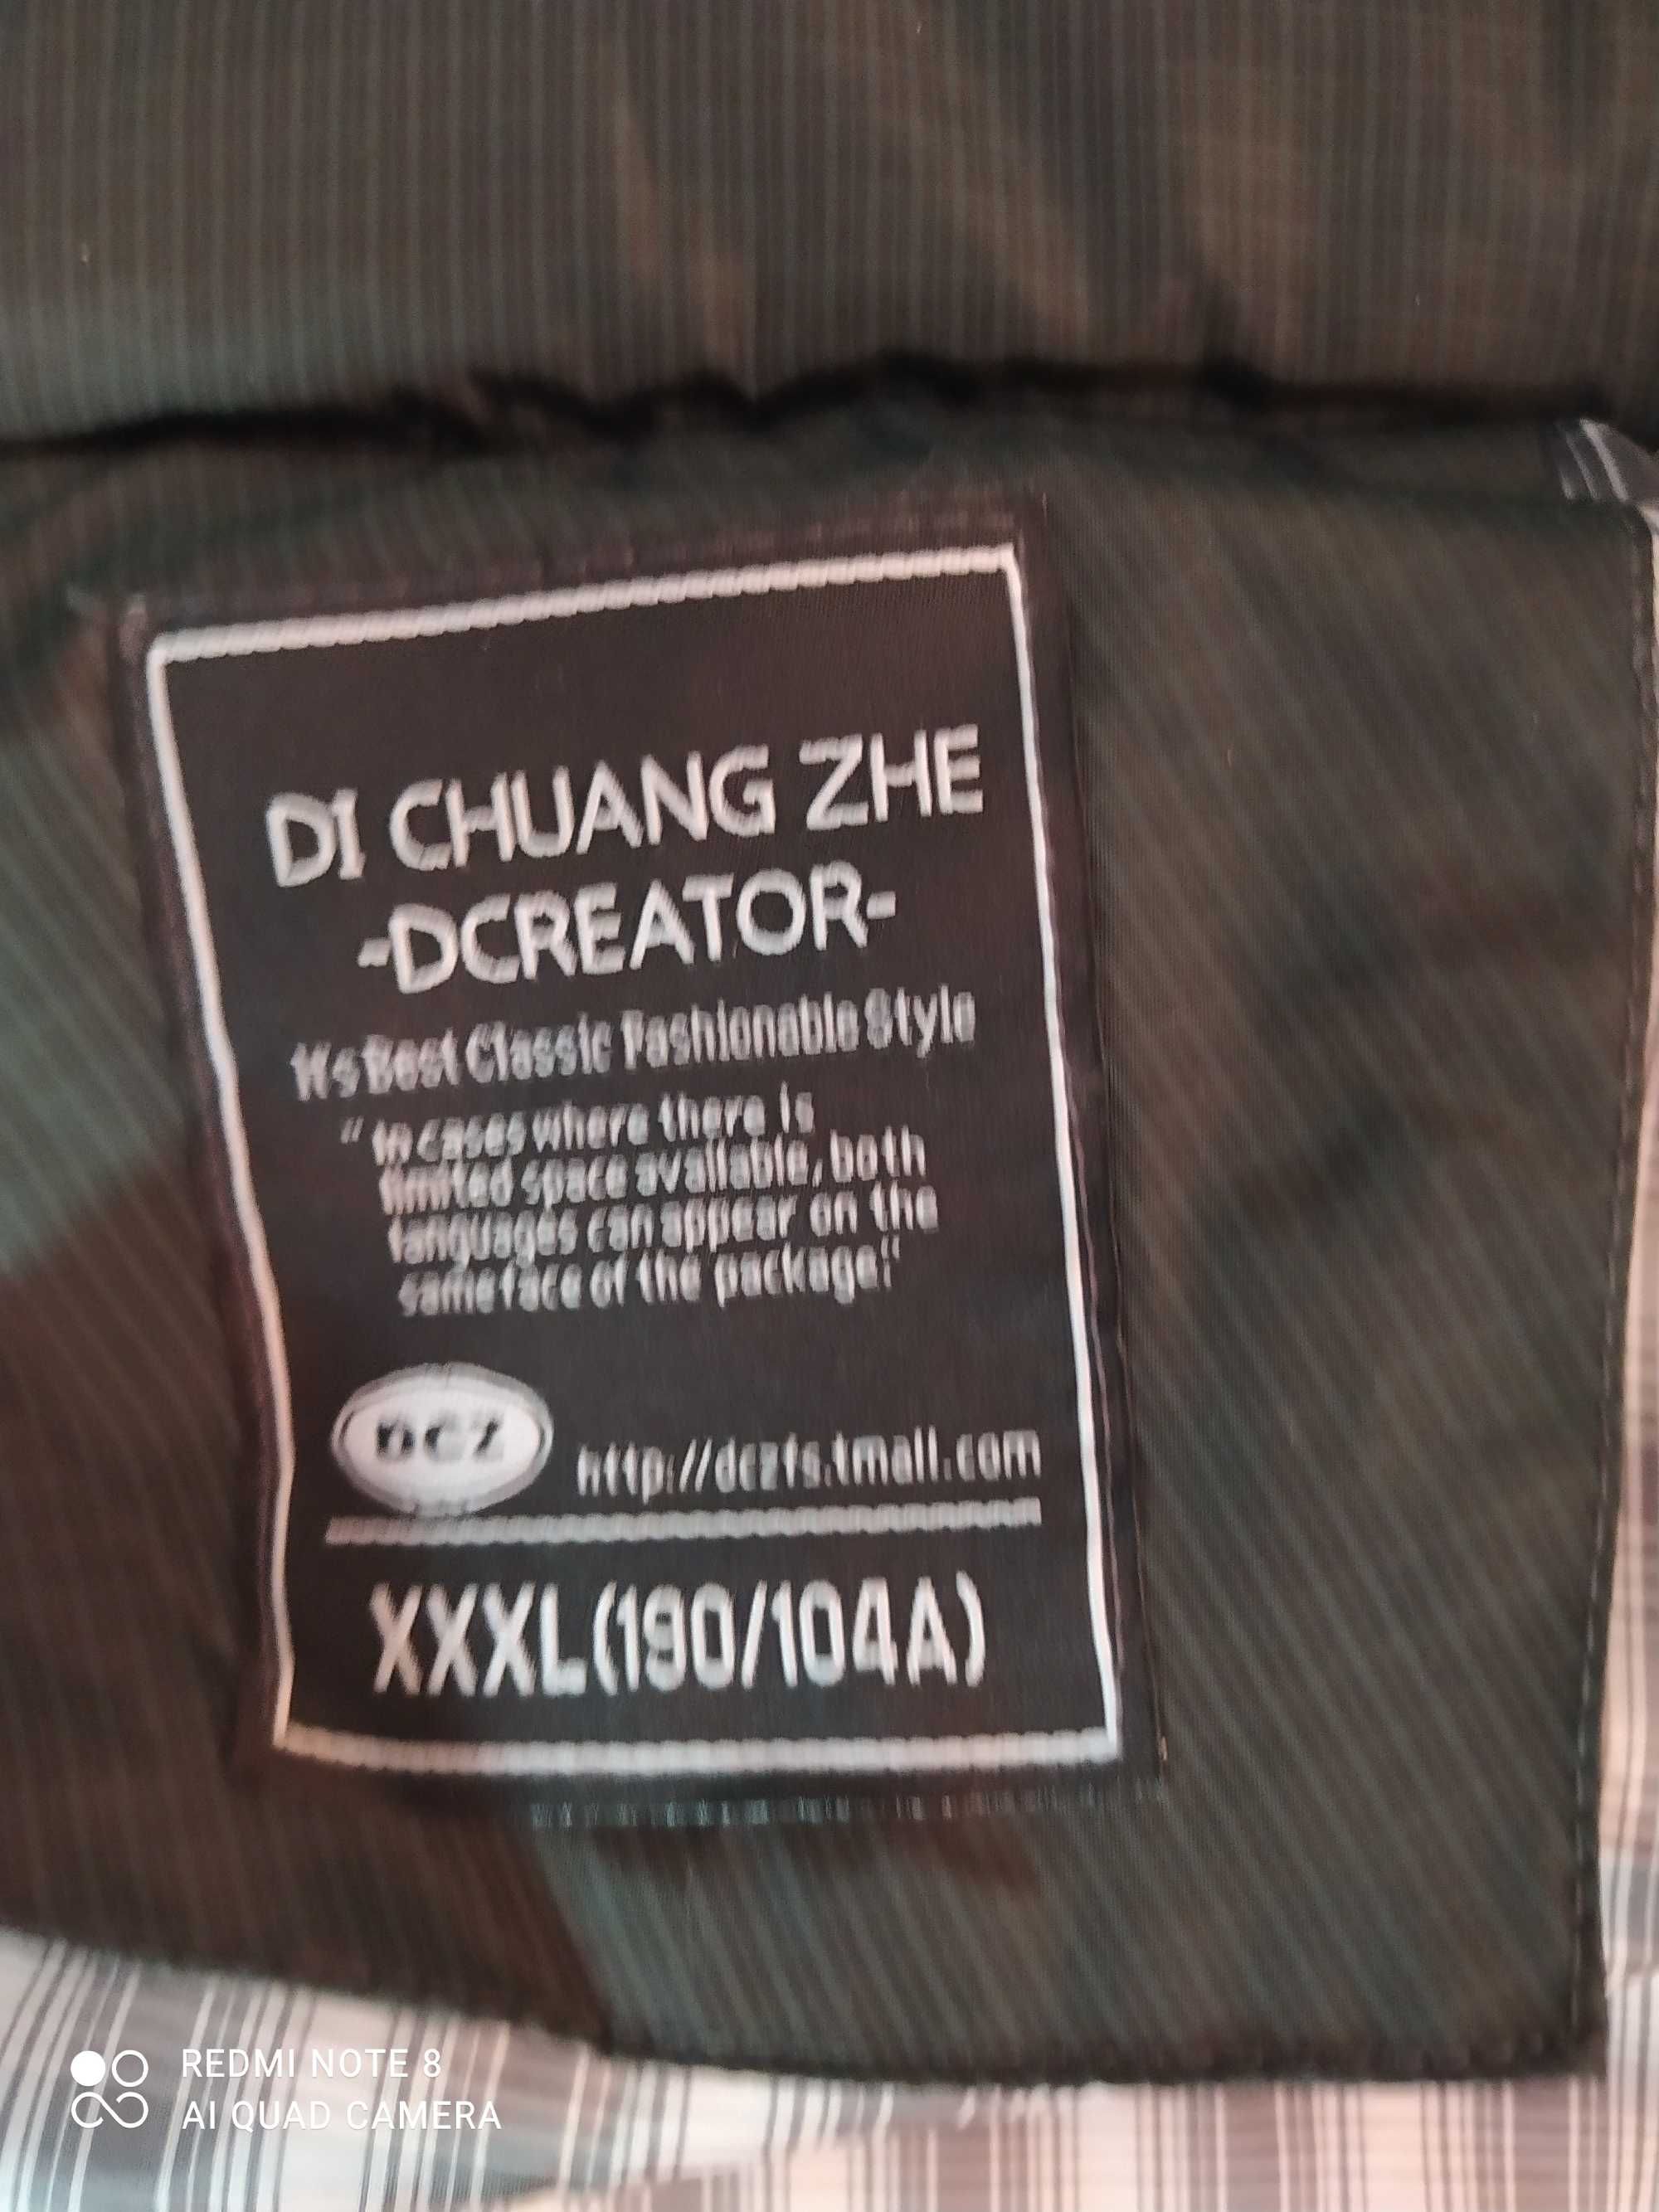 DI CHUANG ZHE
-DCREATOR-
It's Best Classic Fashionable Style
“In cases where there is
limited space available, both
languages can appear on the
same face of the package.“
DCZ
http://dczfs.tmall.com
XXXL(190/104A)
REDMI NOTE 8
AI QUAD CAMERA